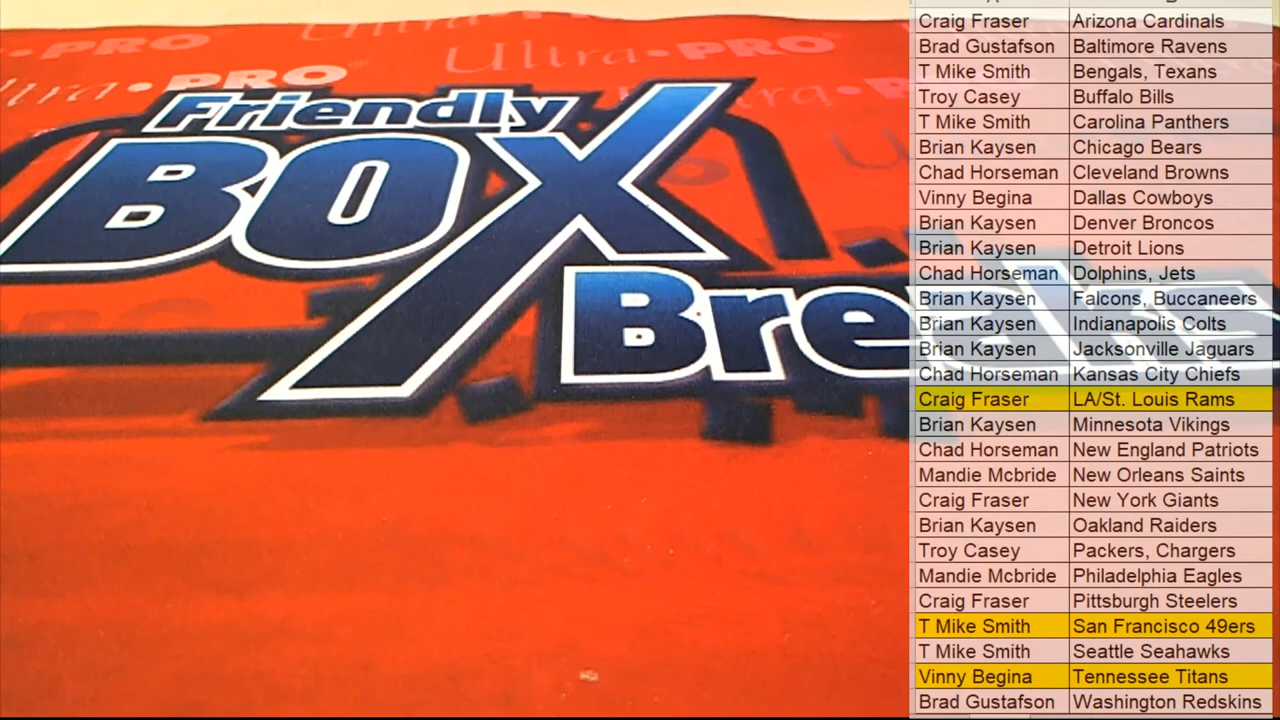 Ultra•PRO
Ultra•PRO
Ultra•PRO
Friendly
BOX
Breaks
Craig Fraser Arizona Cardinals
Brad Gustafson Baltimore Ravens
T Mike Smith Bengals, Texans
Troy Casey Buffalo Bills
T Mike Smith Carolina Panthers
Brian Kaysen Chicago Bears
Chad Horseman Cleveland Browns
Vinny Begina Dallas Cowboys
Brian Kaysen Denver Broncos
Brian Kaysen Detroit Lions
Chad Horseman Dolphins, Jets
Brian Kaysen Falcons, Buccaneers
Brian Kaysen Indianapolis Colts
Brian Kaysen Jacksonville Jaguars
Chad Horseman Kansas City Chiefs
Craig Fraser LA/St. Louis Rams
Brian Kaysen Minnesota Vikings
Chad Horseman New England Patriots
Mandie Mcbride New Orleans Saints
Craig Fraser New York Giants
Brian Kaysen Oakland Raiders
Troy Casey Packers, Chargers
Mandie Mcbride Philadelphia Eagles
Craig Fraser Pittsburgh Steelers
T Mike Smith San Francisco 49ers
T Mike Smith Seattle Seahawks
Vinny Begina Tennessee Titans
Brad Gustafson Washington Redskins